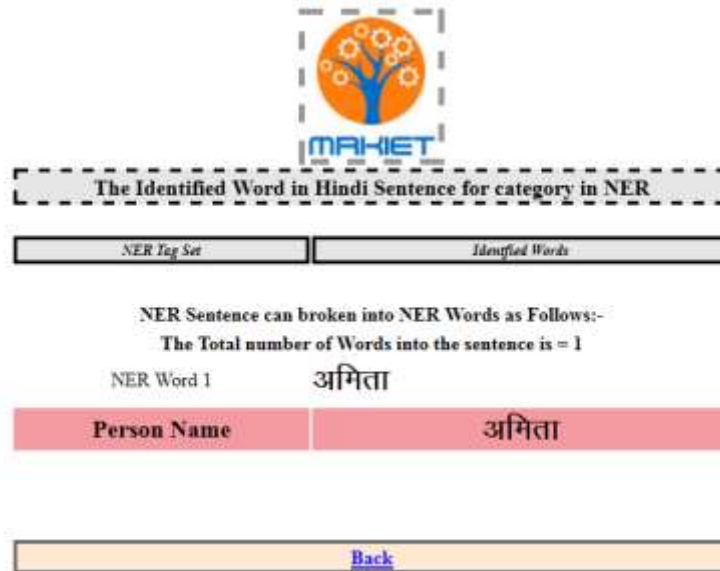 MAKIET
The Identified Word in Hindi Sentence for category in NER
NER Tag Set Identfied Words
NER Sentence can broken into NER Words as Follows:-
The Total number of Words into the sentence is = 1
NER Word 1 अमिता
Person Name अमिता
Back